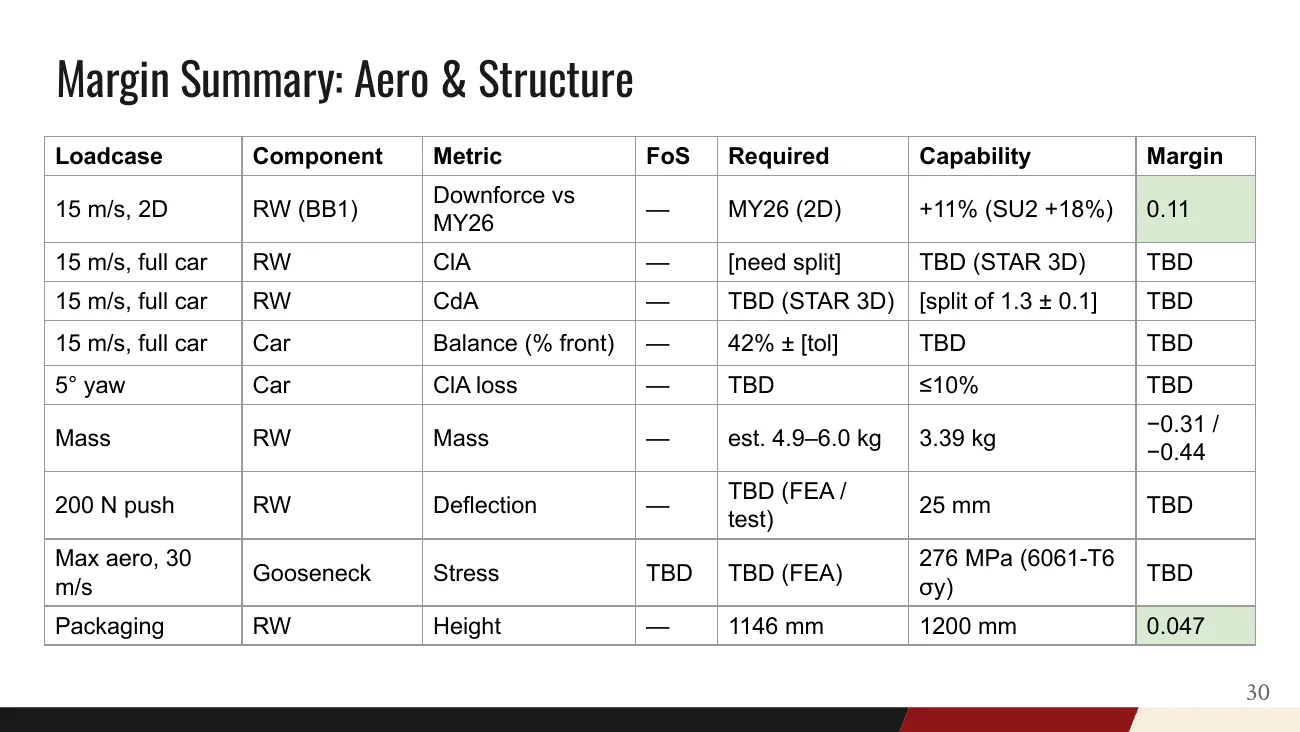 Margin Summary: Aero & Structure
Loadcase Component Metric FoS Required Capability Margin
15 m/s, 2D RW (BB1) Downforce vs MY26 — MY26 (2D) +11% (SU2 +18%) 0.11
15 m/s, full car RW ClA — [need split] TBD (STAR 3D) TBD
15 m/s, full car RW CdA — TBD (STAR 3D) [split of 1.3 ± 0.1] TBD
15 m/s, full car Car Balance (% front) — 42% ± [tol] TBD TBD
5° yaw Car ClA loss — TBD ≤10% TBD
Mass RW Mass — est. 4.9–6.0 kg 3.39 kg −0.31 / −0.44
200 N push RW Deflection — TBD (FEA / test) 25 mm TBD
Max aero, 30 m/s Gooseneck Stress TBD TBD (FEA) 276 MPa (6061-T6 σy) TBD
Packaging RW Height — 1146 mm 1200 mm 0.047
30